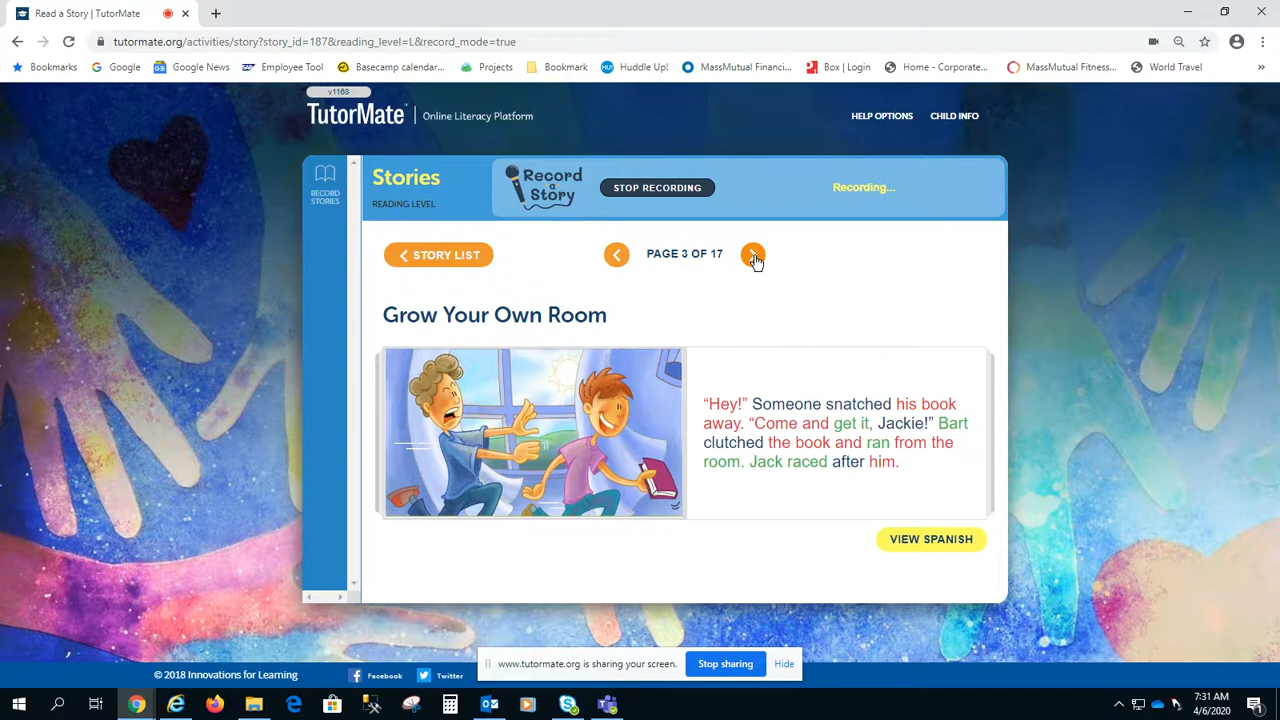 Read a Story | TutorMate
tutormate.org/activities/story?story_id=187&reading_level=L&record_mode=true
Bookmarks Google Google News Employee Tool Basecamp calendar... Projects Bookmark Huddle Up! MassMutual Financi... Box | Login Home - Corporate... MassMutual Fitness... World Travel »
v1168
TutorMate™ | Online Literacy Platform
HELP OPTIONS CHILD INFO
RECORD
STORIES
Stories
READING LEVEL
Record
a
Story
STOP RECORDING
Recording...
STORY LIST
PAGE 3 OF 17
Grow Your Own Room
“Hey!” Someone snatched his book
away. “Come and get it, Jackie!” Bart
clutched the book and ran from the
room. Jack raced after him.
VIEW SPANISH
www.tutormate.org is sharing your screen. Stop sharing Hide
© 2018 Innovations for Learning Facebook Twitter
7:31 AM
4/6/2020